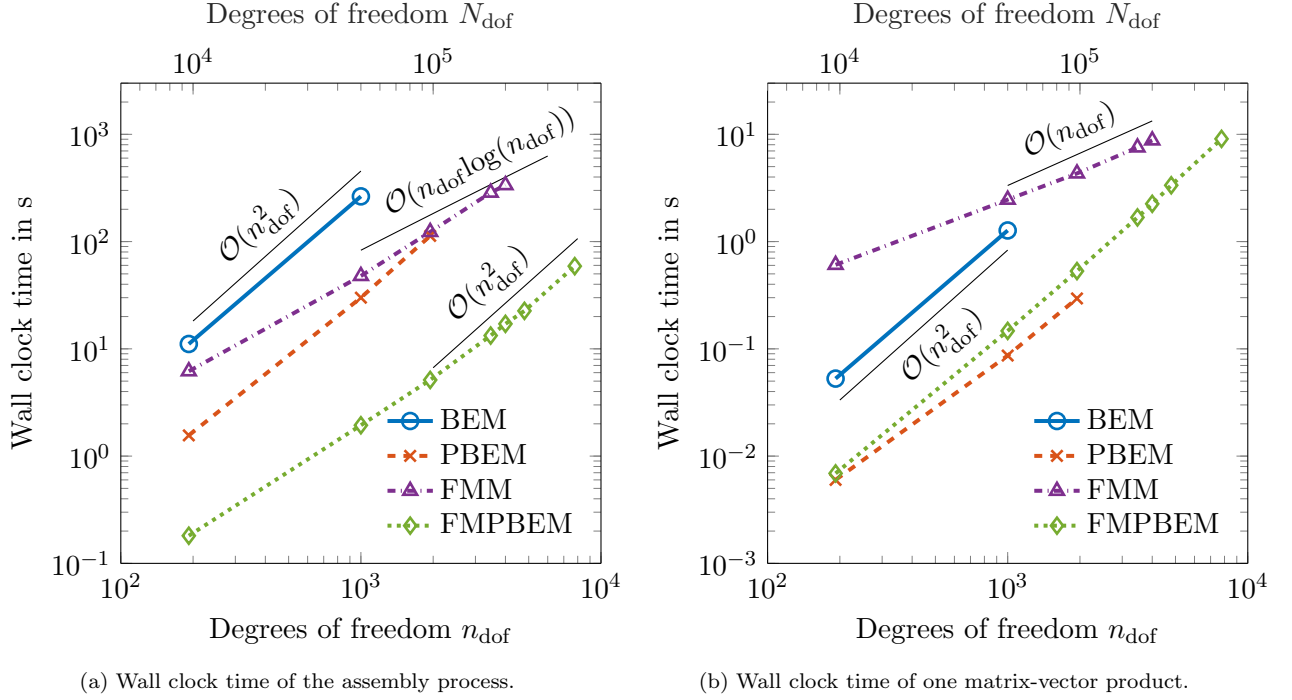 Degrees of freedom N_dof
10^4
10^5
10^3
10^2
10^1
10^0
10^−1
Wall clock time in s
O(n_dof^2)
O(n_dof log(n_dof))
O(n_dof^2)
BEM
PBEM
FMM
FMPBEM
10^2
10^3
10^4
Degrees of freedom n_dof
(a) Wall clock time of the assembly process.
Degrees of freedom N_dof
10^4
10^5
10^1
10^0
10^−1
10^−2
10^−3
Wall clock time in s
O(n_dof)
O(n_dof^2)
BEM
PBEM
FMM
FMPBEM
10^2
10^3
10^4
Degrees of freedom n_dof
(b) Wall clock time of one matrix-vector product.